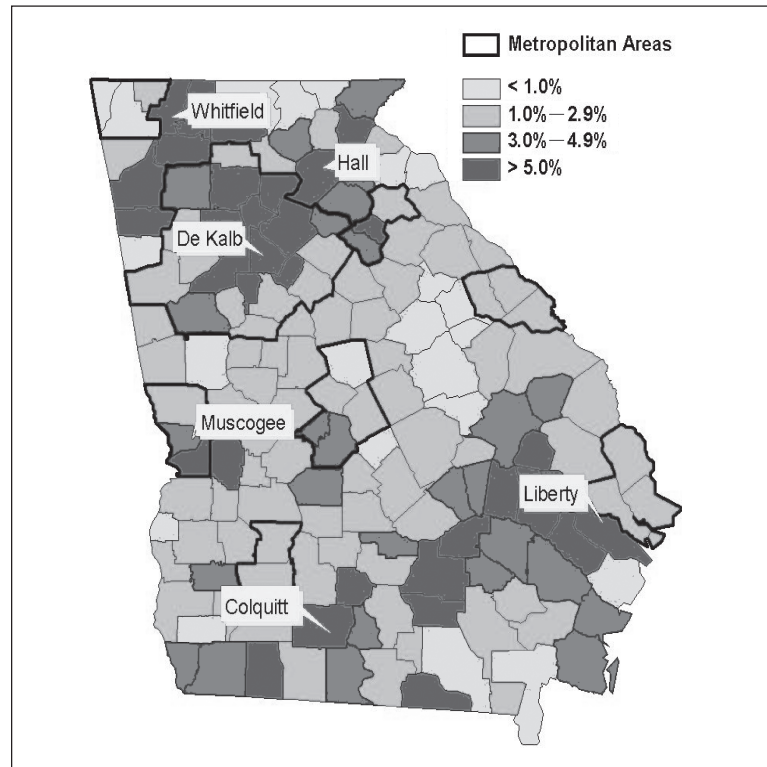 Metropolitan Areas
< 1.0%
1.0%—2.9%
3.0%—4.9%
> 5.0%
Whitfield
Hall
De Kalb
Muscogee
Liberty
Colquitt